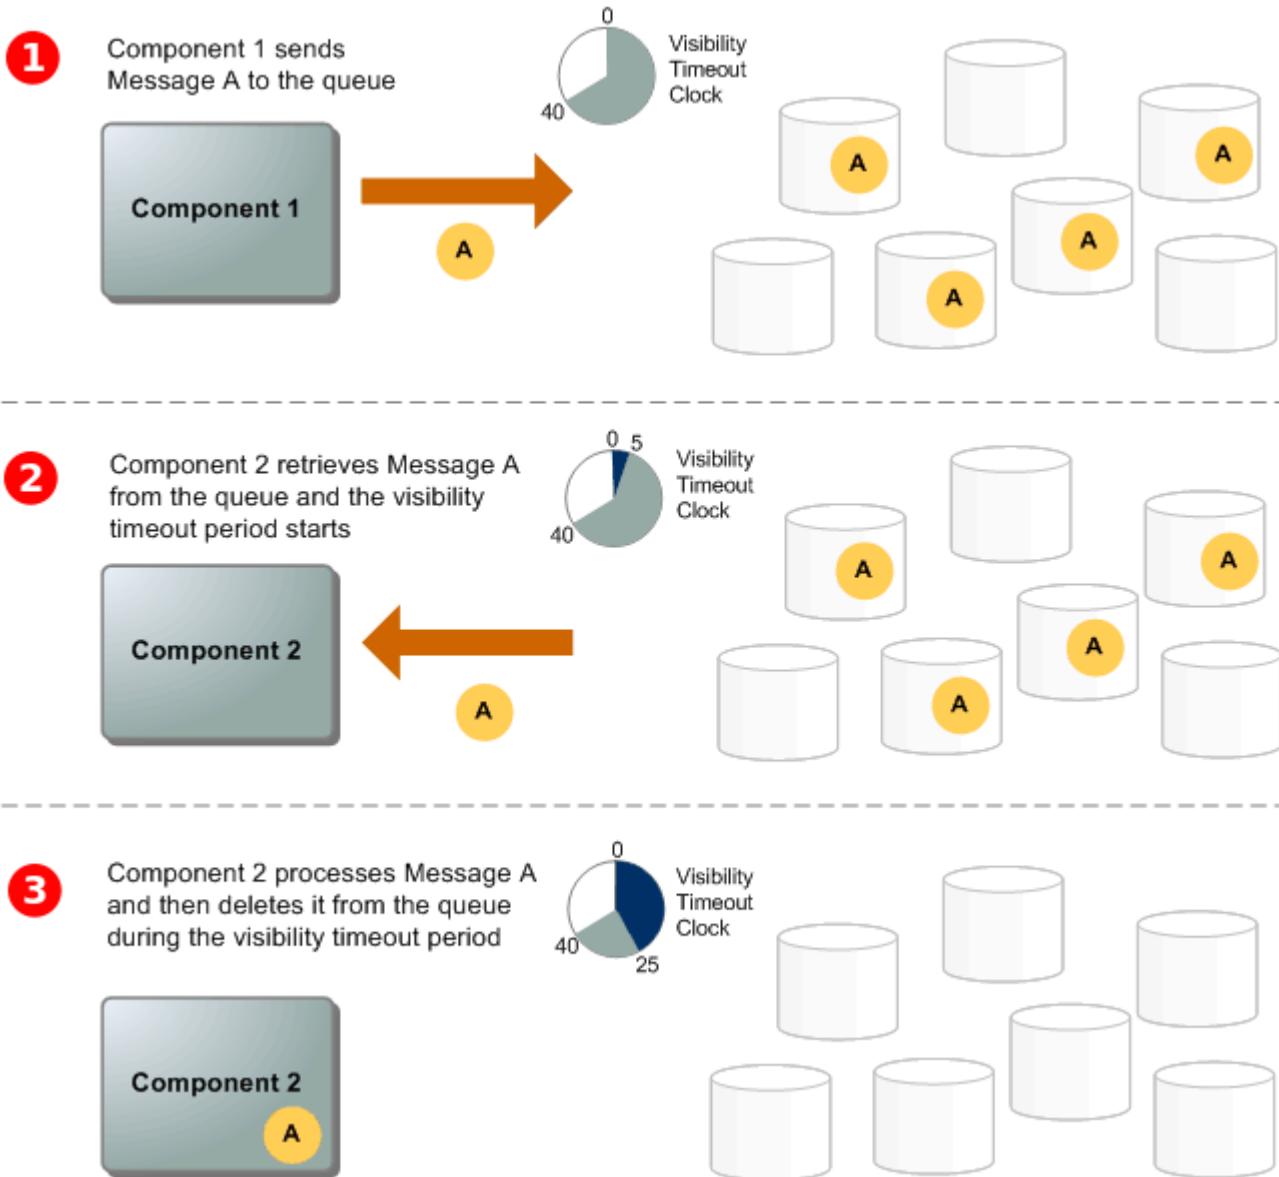 1
Component 1 sends
Message A to the queue
0
40
Visibility
Timeout
Clock
Component 1
A
A
A
A
A
2
Component 2 retrieves Message A
from the queue and the visibility
timeout period starts
0 5
40
Visibility
Timeout
Clock
Component 2
A
A
A
A
A
3
Component 2 processes Message A
and then deletes it from the queue
during the visibility timeout period
0
40
25
Visibility
Timeout
Clock
Component 2
A